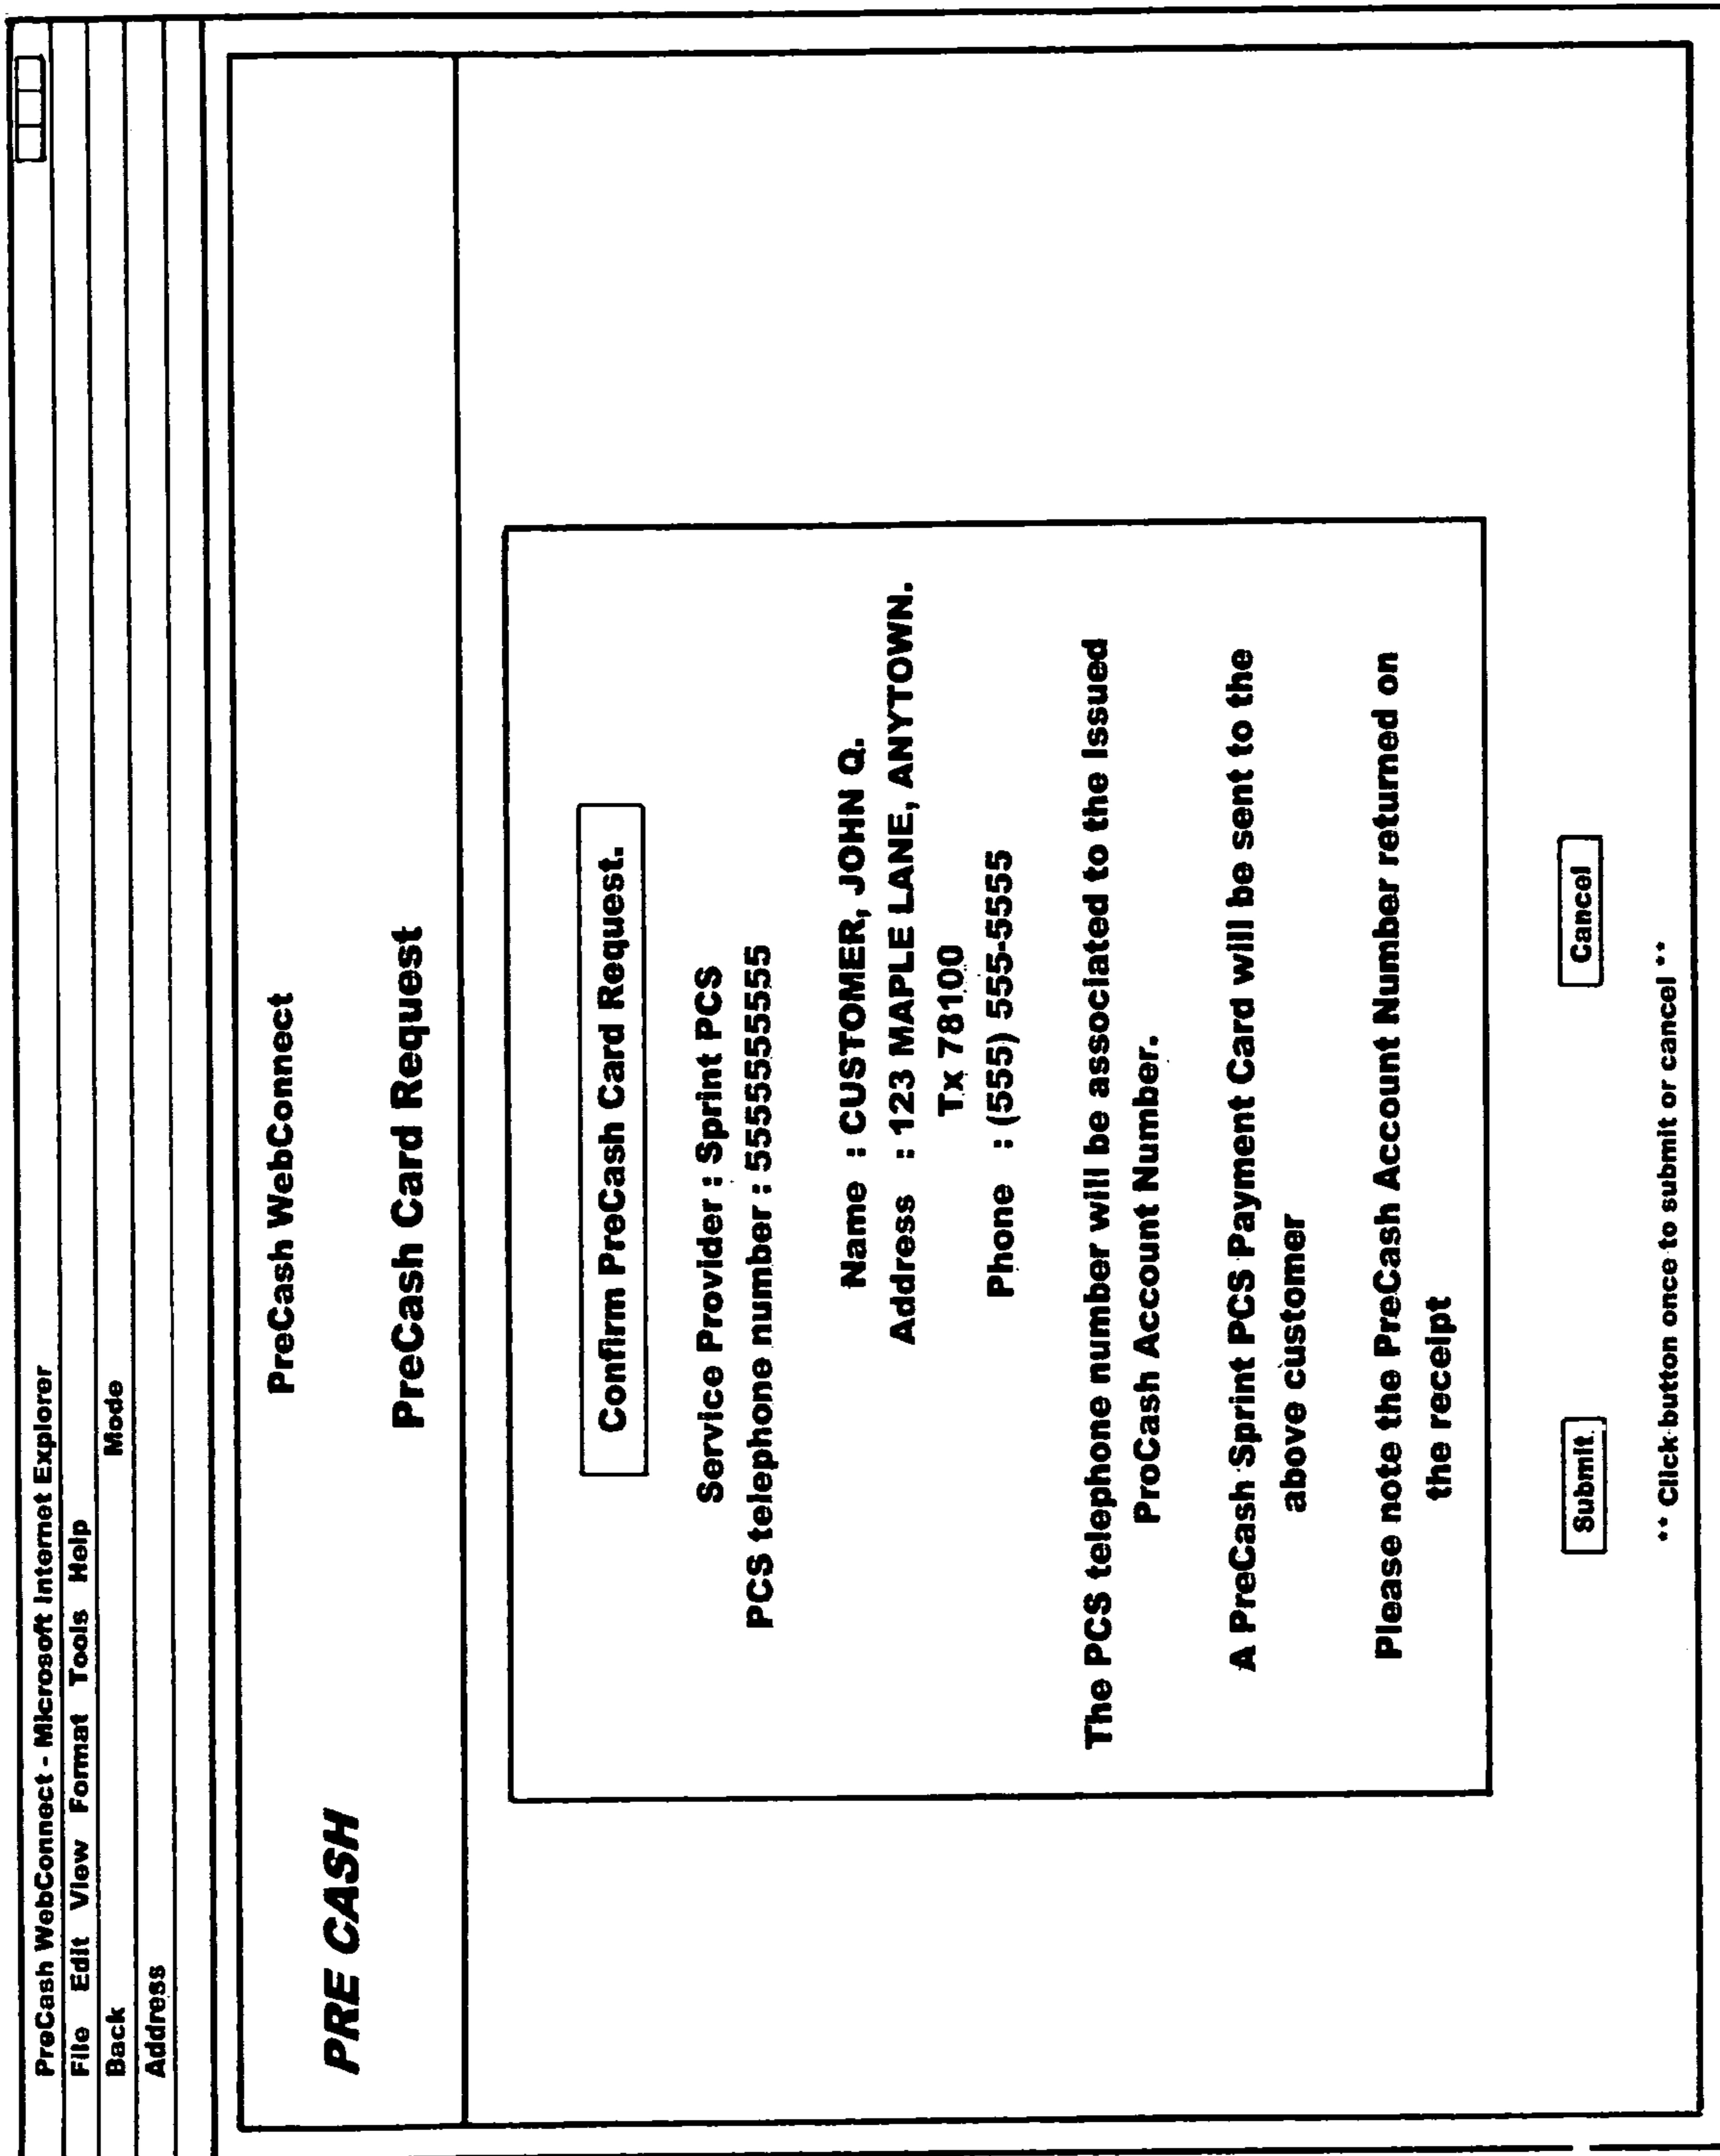 PreCash WebConnect - Microsoft Internet Explorer
File Edit View Format Tools Help
Back Mode
Address
PreCash WebConnect
PRE CASH
PreCash Card Request
Confirm PreCash Card Request.
Service Provider : Sprint PCS
PCS telephone number : 5555555555
Name : CUSTOMER, JOHN Q.
Address : 123 MAPLE LANE, ANYTOWN.
Tx 78100
Phone : (555) 555-5555
The PCS telephone number will be associated to the Issued
ProCash Account Number.
A PreCash Sprint PCS Payment Card will be sent to the
above customer
Please note the PreCash Account Number returned on
the receipt
Submit Cancel
** Click button once to submit or cancel **